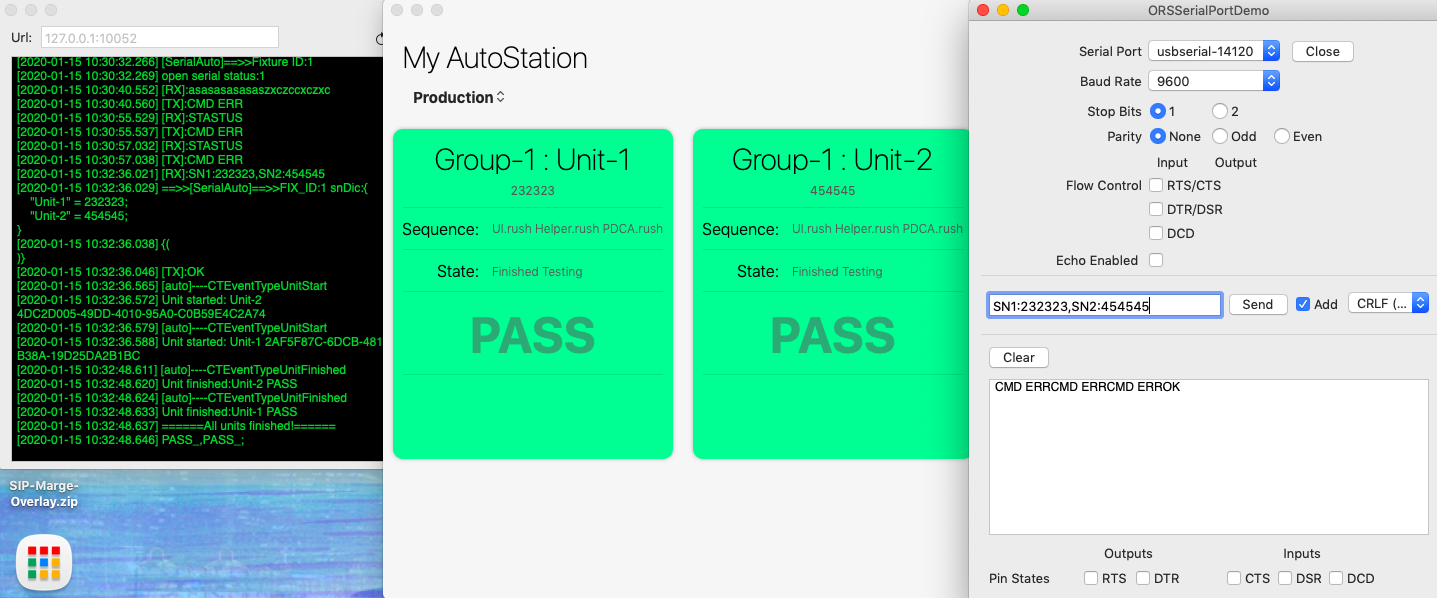 Url: 127.0.0.1:10052
[2020-01-15 10:30:32.266] [SerialAuto]==>>Fixture ID:1
[2020-01-15 10:30:32.269] open serial status:1
[2020-01-15 10:30:40.552] [RX]:asasasasasaszxczccxczxc
[2020-01-15 10:30:40.560] [TX]:CMD ERR
[2020-01-15 10:30:55.529] [RX]:STASTUS
[2020-01-15 10:30:55.537] [TX]:CMD ERR
[2020-01-15 10:30:57.032] [RX]:STASTUS
[2020-01-15 10:30:57.038] [TX]:CMD ERR
[2020-01-15 10:32:36.021] [RX]:SN1:232323,SN2:454545
[2020-01-15 10:32:36.029] ==>>[SerialAuto]==>>FIX_ID:1 snDic:{
"Unit-1" = 232323;
"Unit-2" = 454545;
}
[2020-01-15 10:32:36.038] {(
)}
[2020-01-15 10:32:36.046] [TX]:OK
[2020-01-15 10:32:36.565] [auto]----CTEventTypeUnitStart
[2020-01-15 10:32:36.572] Unit started: Unit-2
4DC2D005-49DD-4010-95A0-C0B59E4C2A74
[2020-01-15 10:32:36.579] [auto]----CTEventTypeUnitStart
[2020-01-15 10:32:36.588] Unit started: Unit-1 2AF5F87C-6DCB-481
B38A-19D25DA2B1BC
[2020-01-15 10:32:48.611] [auto]----CTEventTypeUnitFinished
[2020-01-15 10:32:48.620] Unit finished:Unit-2 PASS
[2020-01-15 10:32:48.624] [auto]----CTEventTypeUnitFinished
[2020-01-15 10:32:48.633] Unit finished:Unit-1 PASS
[2020-01-15 10:32:48.637] ======All units finished!======
[2020-01-15 10:32:48.646] PASS_,PASS_;
SIP-Marge-
Overlay.zip
My AutoStation
Production
Group-1 : Unit-1
232323
Sequence: UI.rush Helper.rush PDCA.rush
State: Finished Testing
PASS
Group-1 : Unit-2
454545
Sequence: UI.rush Helper.rush PDCA.rush
State: Finished Testing
PASS
ORSSerialPortDemo
Serial Port usbserial-14120 Close
Baud Rate 9600
Stop Bits 1 2
Parity None Odd Even
Input Output
Flow Control RTS/CTS
DTR/DSR
DCD
Echo Enabled
SN1:232323,SN2:454545 Send Add CRLF (...
Clear
CMD ERRCMD ERRCMD ERROK
Outputs Inputs
Pin States RTS DTR CTS DSR DCD